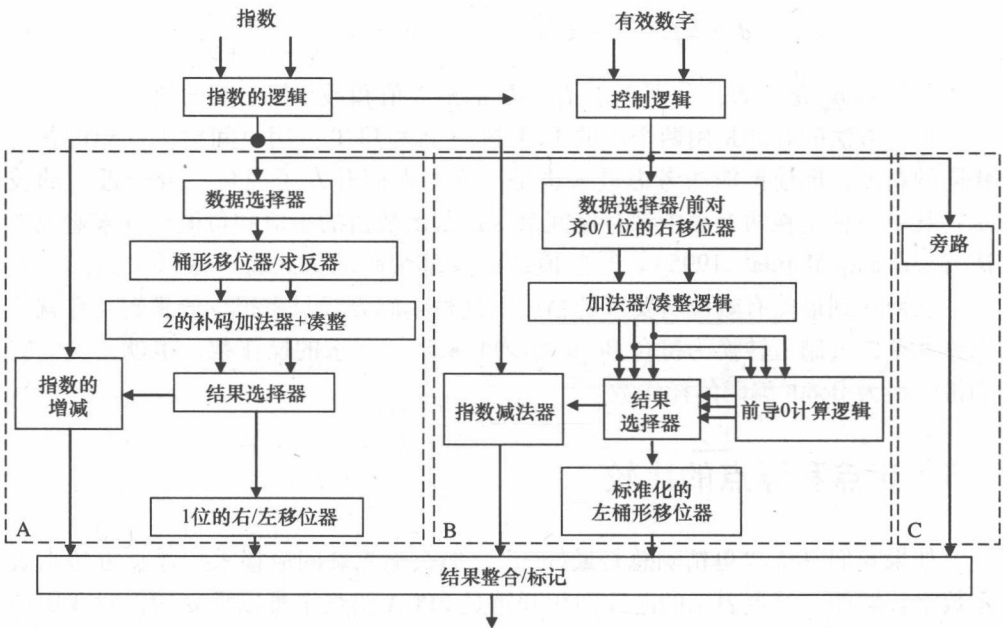 指数
有效数字
指数的逻辑
控制逻辑
数据选择器
桶形移位器/求反器
2的补码加法器+凑整
指数的
增减
结果选择器
1位的右/左移位器
A
数据选择器/前对
齐0/1位的右移位器
加法器/凑整逻辑
指数减法器
结果
选择器
前导0计算逻辑
标准化的
左桶形移位器
B
旁路
C
结果整合/标记